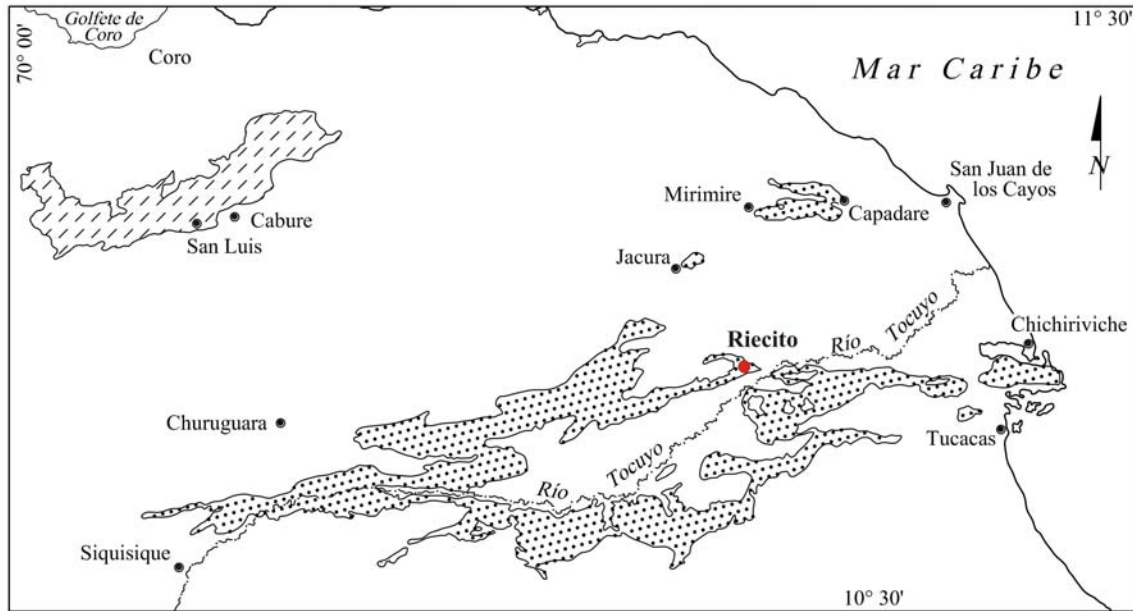 Golfete de
Coro
11° 30'
70° 00'
Coro
Mar Caribe
N
San Juan de
los Cayos
Mirimire
Capadare
Cabure
San Luis
Jacura
Río Tocuyo
Chichiriviche
Riecito
Churuguara
Tucacas
Río Tocuyo
Siquisique
10° 30'